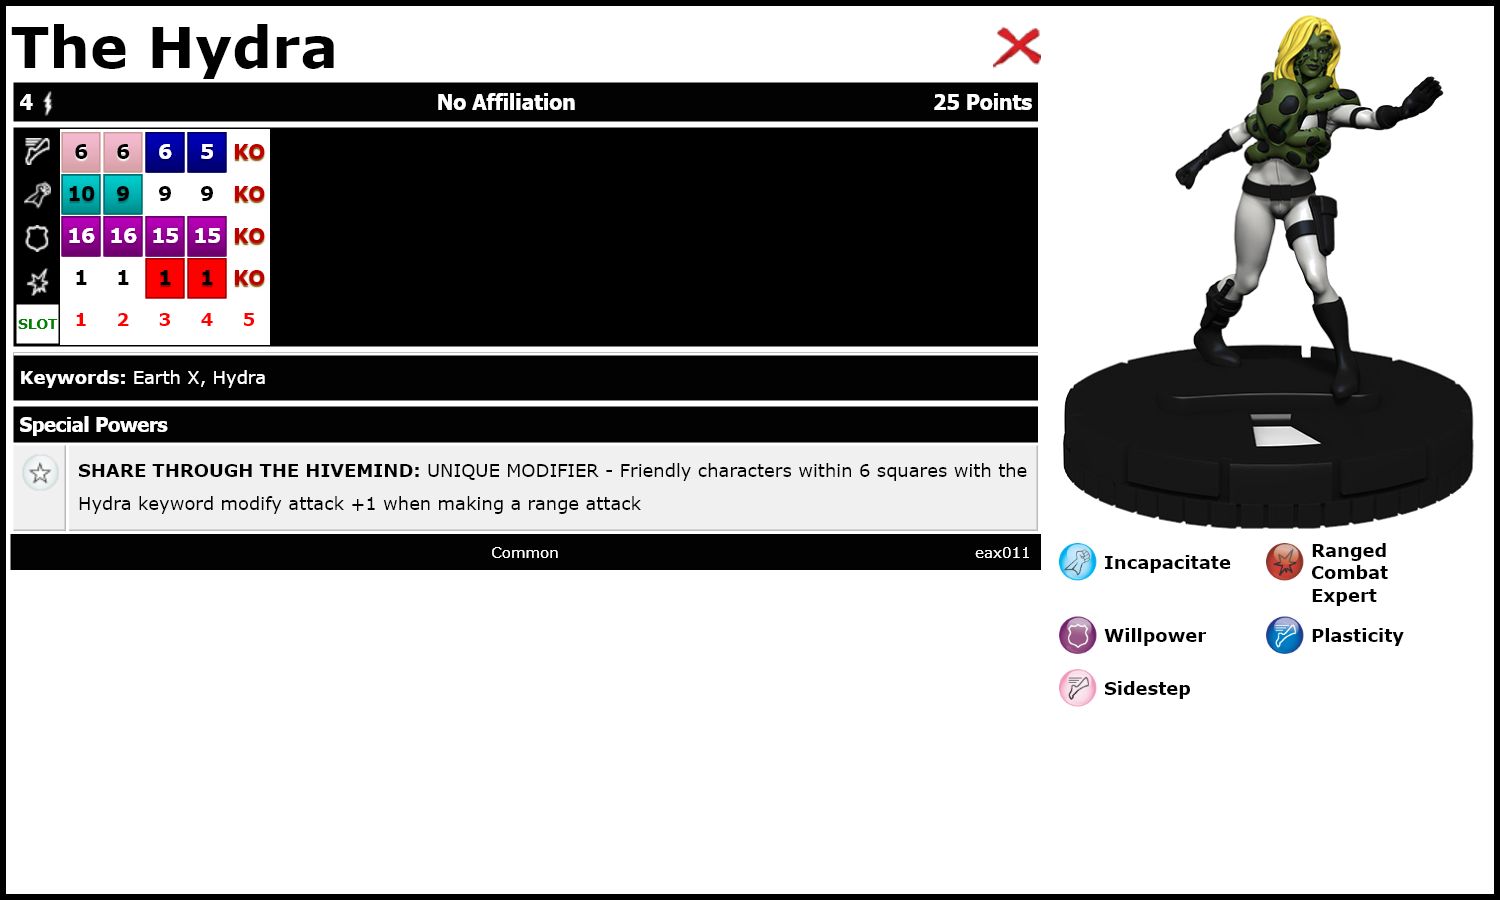 The Hydra
4 No Affiliation 25 Points
6 6 6 5 KO
10 9 9 9 KO
16 16 15 15 KO
1 1 1 1 KO
SLOT 1 2 3 4 5
Keywords: Earth X, Hydra
Special Powers
SHARE THROUGH THE HIVEMIND: UNIQUE MODIFIER - Friendly characters within 6 squares with the
Hydra keyword modify attack +1 when making a range attack
Common eax011
Incapacitate
Ranged
Combat
Expert
Willpower
Plasticity
Sidestep